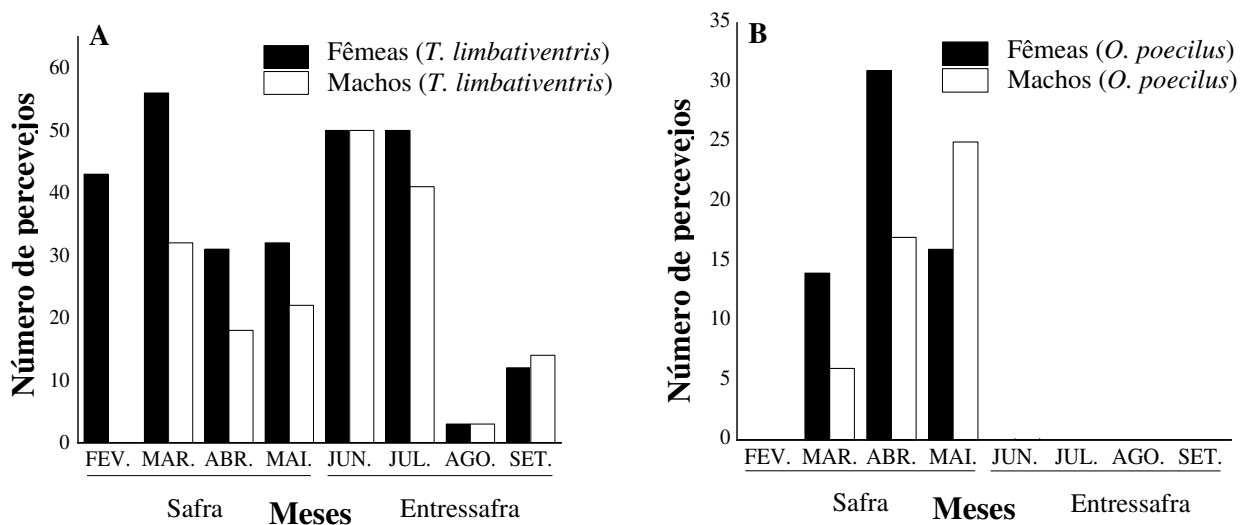 A
Fêmeas (T. limbativentris)
Machos (T. limbativentris)
Número de percevejos
60
50
40
30
20
10
0
FEV. MAR. ABR. MAI. JUN. JUL. AGO. SET.
Safra Meses Entressafra
B
Fêmeas (O. poecilus)
Machos (O. poecilus)
Número de percevejos
35
30
25
20
15
10
5
0
FEV. MAR. ABR. MAI. JUN. JUL. AGO. SET.
Safra Meses Entressafra